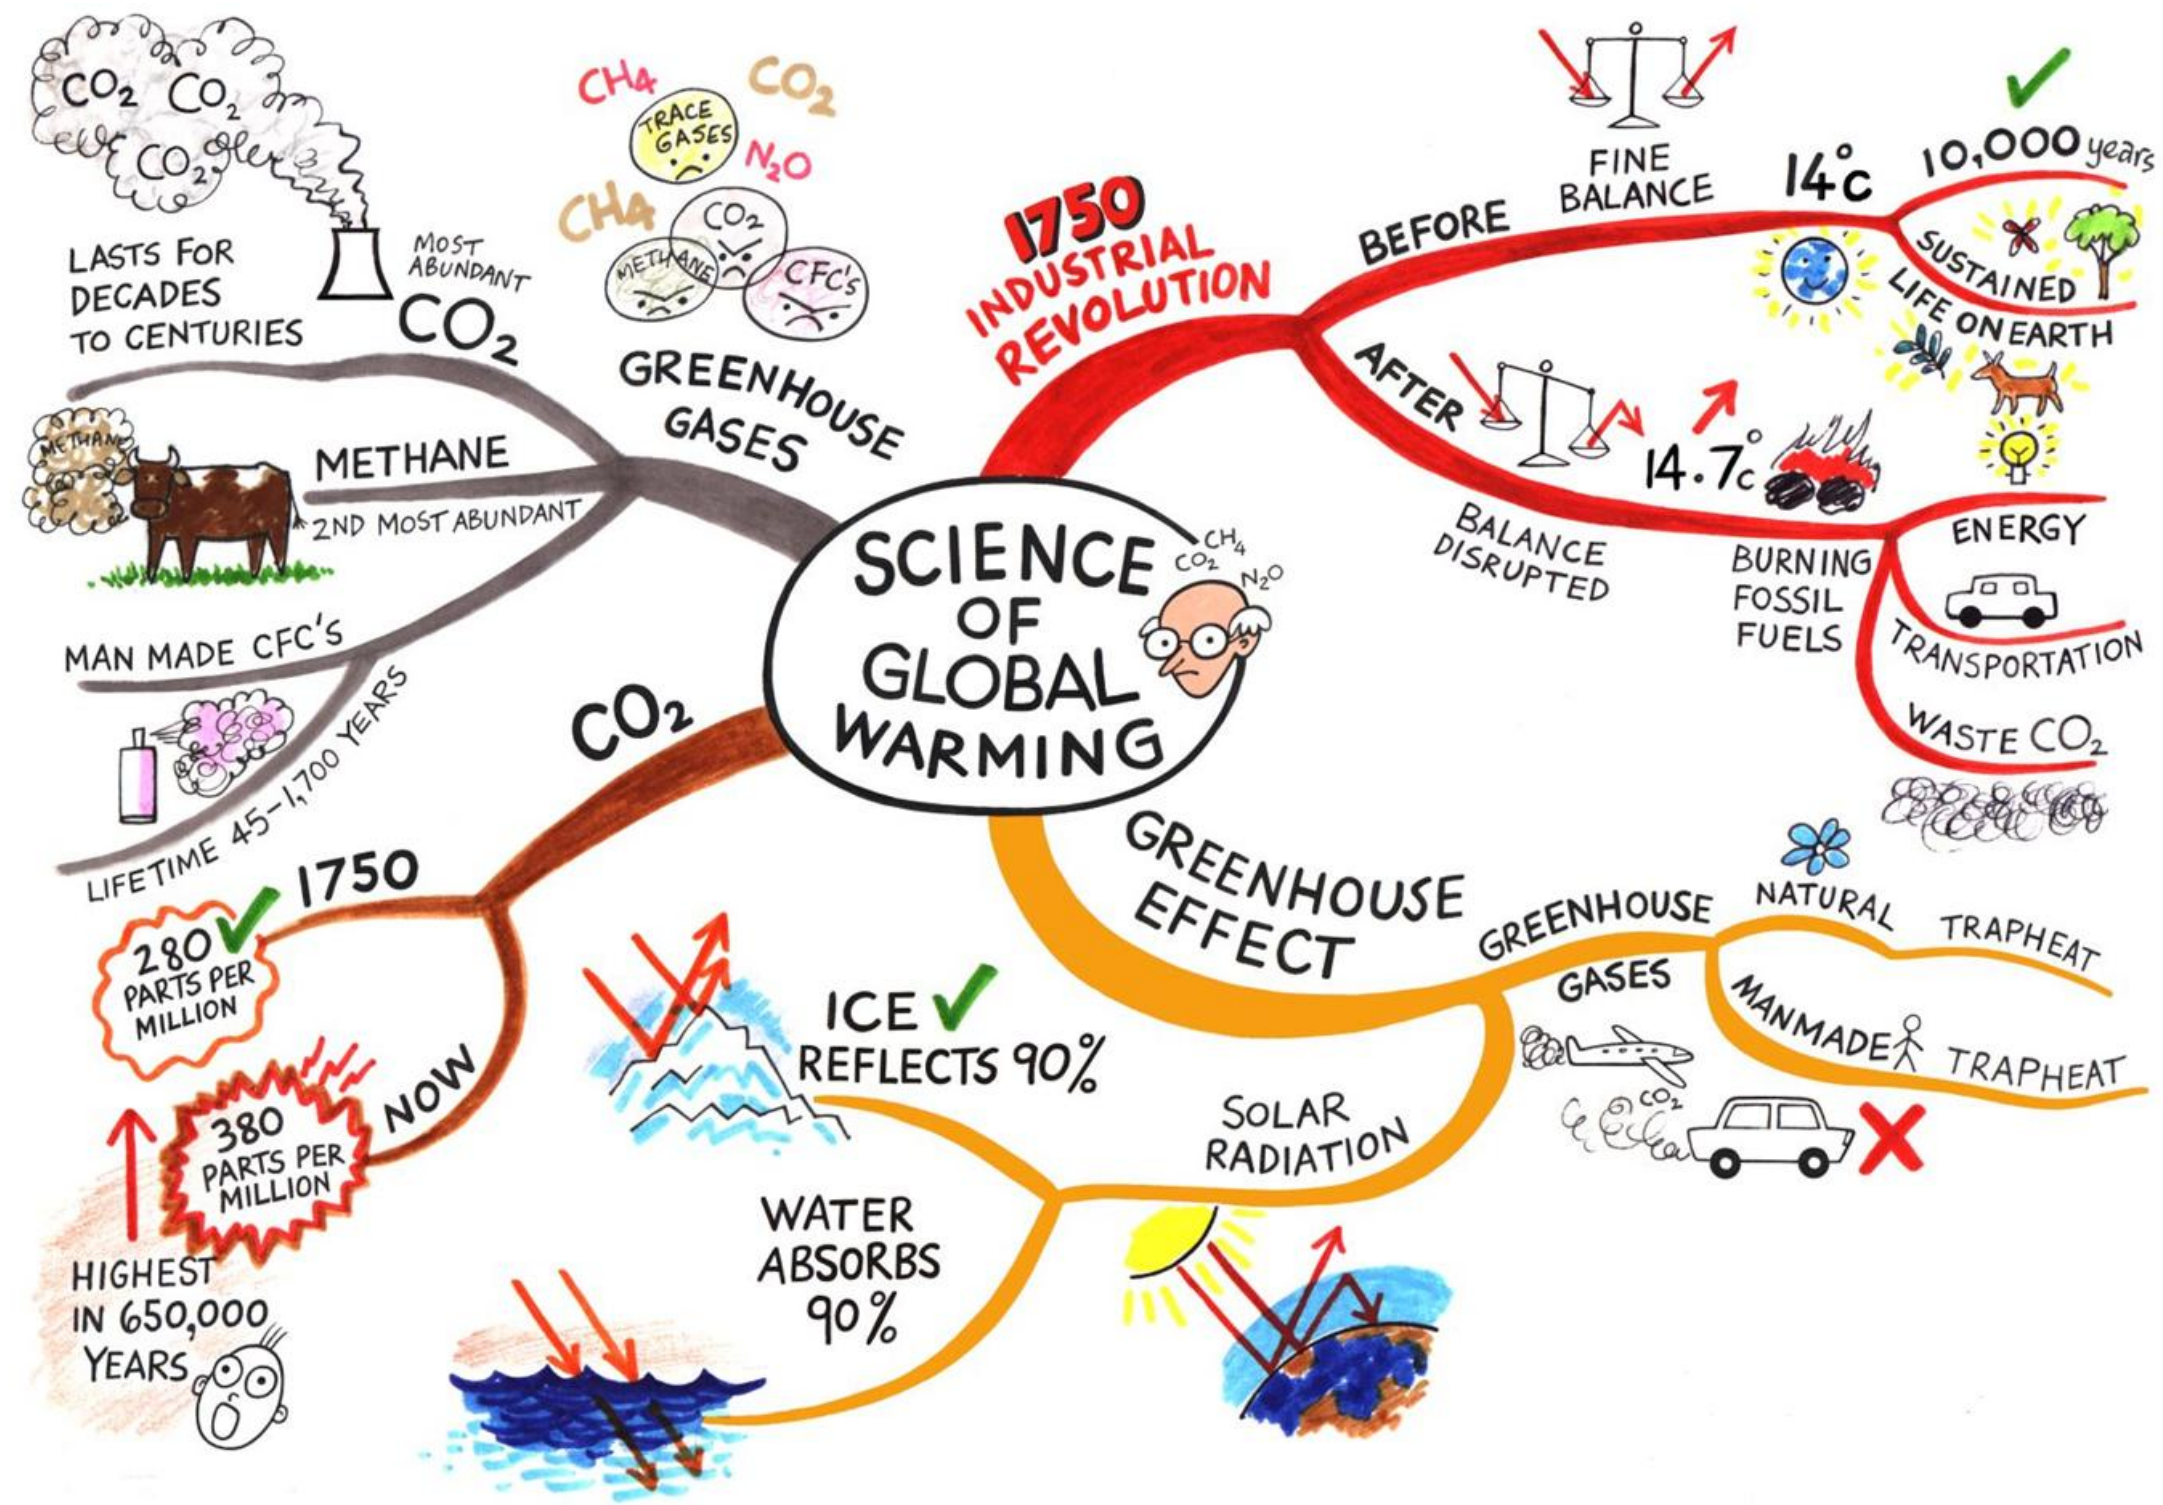 SCIENCE
OF
GLOBAL
WARMING
CO2
CH4
N2O
1750
INDUSTRIAL
REVOLUTION
BEFORE
FINE
BALANCE
14°c
10,000 years
SUSTAINED
LIFE ON EARTH
AFTER
BALANCE
DISRUPTED
14.7°c
BURNING
FOSSIL
FUELS
ENERGY
TRANSPORTATION
WASTE CO2
GREENHOUSE
EFFECT
GREENHOUSE
GASES
NATURAL
TRAPHEAT
MANMADE
TRAPHEAT
CO2
SOLAR
RADIATION
ICE
REFLECTS 90%
WATER
ABSORBS
90%
CO2
1750
280
PARTS PER
MILLION
NOW
380
PARTS PER
MILLION
HIGHEST
IN 650,000
YEARS
GREENHOUSE
GASES
CH4
CO2
TRACE
GASES
N2O
CH4
CO2
METHANE
CFC's
CO2
CO2
CO2
LASTS FOR
DECADES
TO CENTURIES
MOST
ABUNDANT
CO2
METHANE
METHANE
2ND MOST ABUNDANT
MAN MADE CFC'S
LIFETIME 45-1,700 YEARS